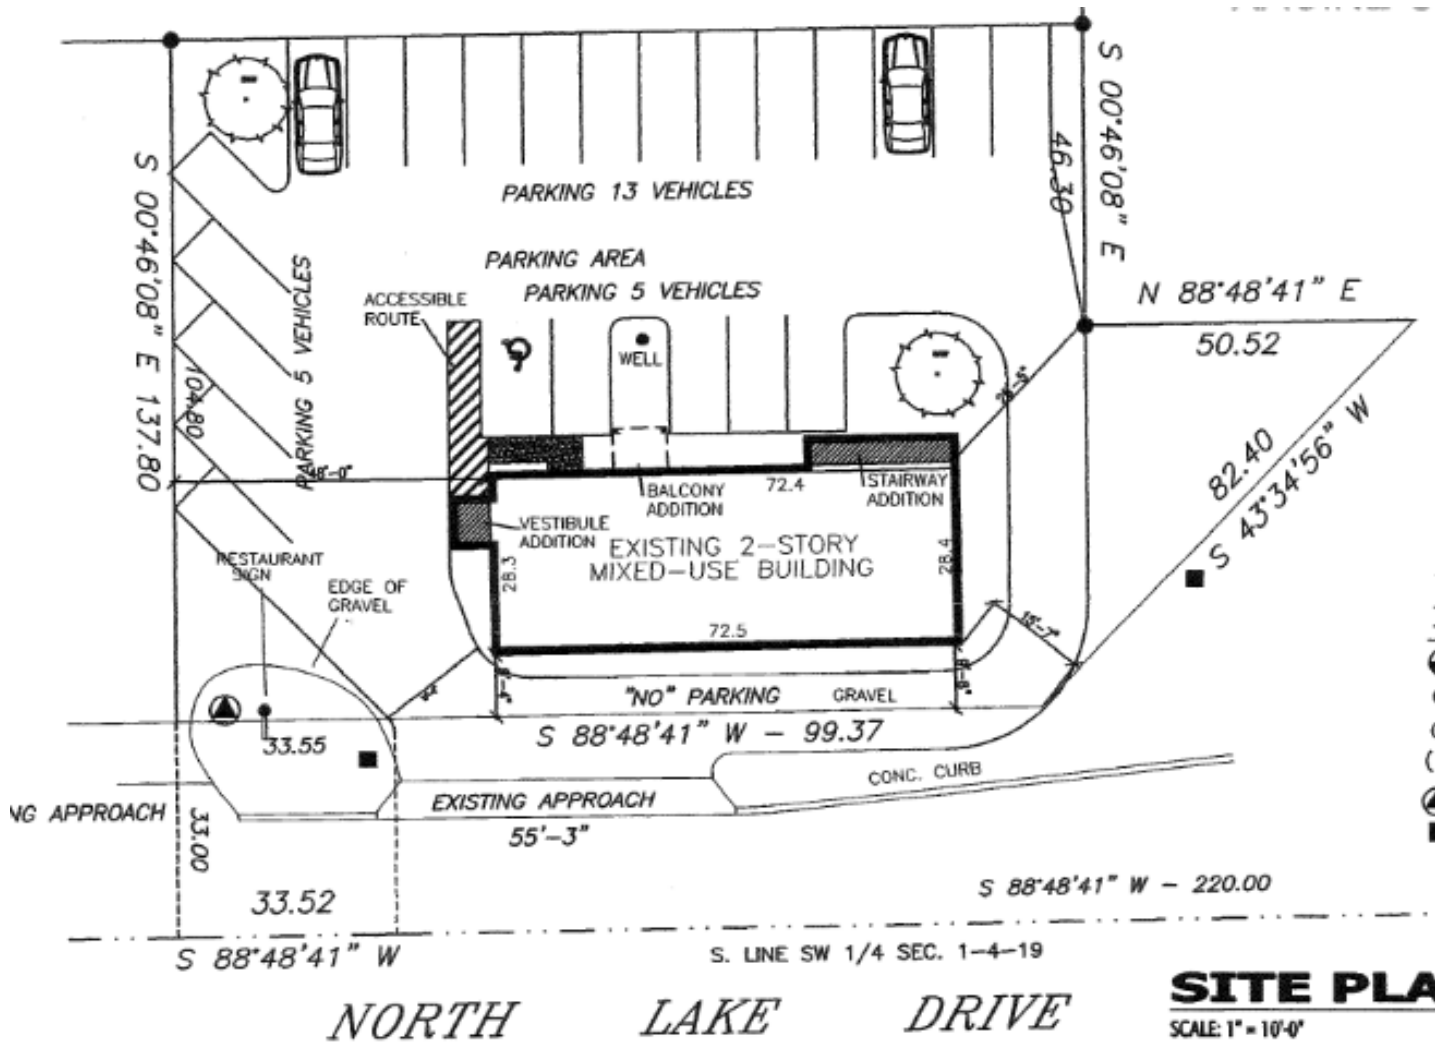 S 00°46'08" E
46.30
PARKING 13 VEHICLES
S 00°46'08" E 137.80
104.80
PARKING AREA
PARKING 5 VEHICLES
PARKING 5 VEHICLES
ACCESSIBLE
ROUTE
WELL
N 88°48'41" E
50.52
82.40
S 43°34'56" W
48'-0"
72.4
BALCONY
ADDITION
STAIRWAY
ADDITION
VESTIBULE
ADDITION
EXISTING 2-STORY
MIXED-USE BUILDING
28.3
28.4
72.5
RESTAURANT
SIGN
EDGE OF
GRAVEL
15'-7"
"NO" PARKING
GRAVEL
S 88°48'41" W - 99.37
33.55
CONC. CURB
NG APPROACH
EXISTING APPROACH
55'-3"
33.00
33.52
S 88°48'41" W - 220.00
S 88°48'41" W
S. LINE SW 1/4 SEC. 1-4-19
NORTH LAKE DRIVE
SITE PLA
SCALE: 1" = 10'-0"